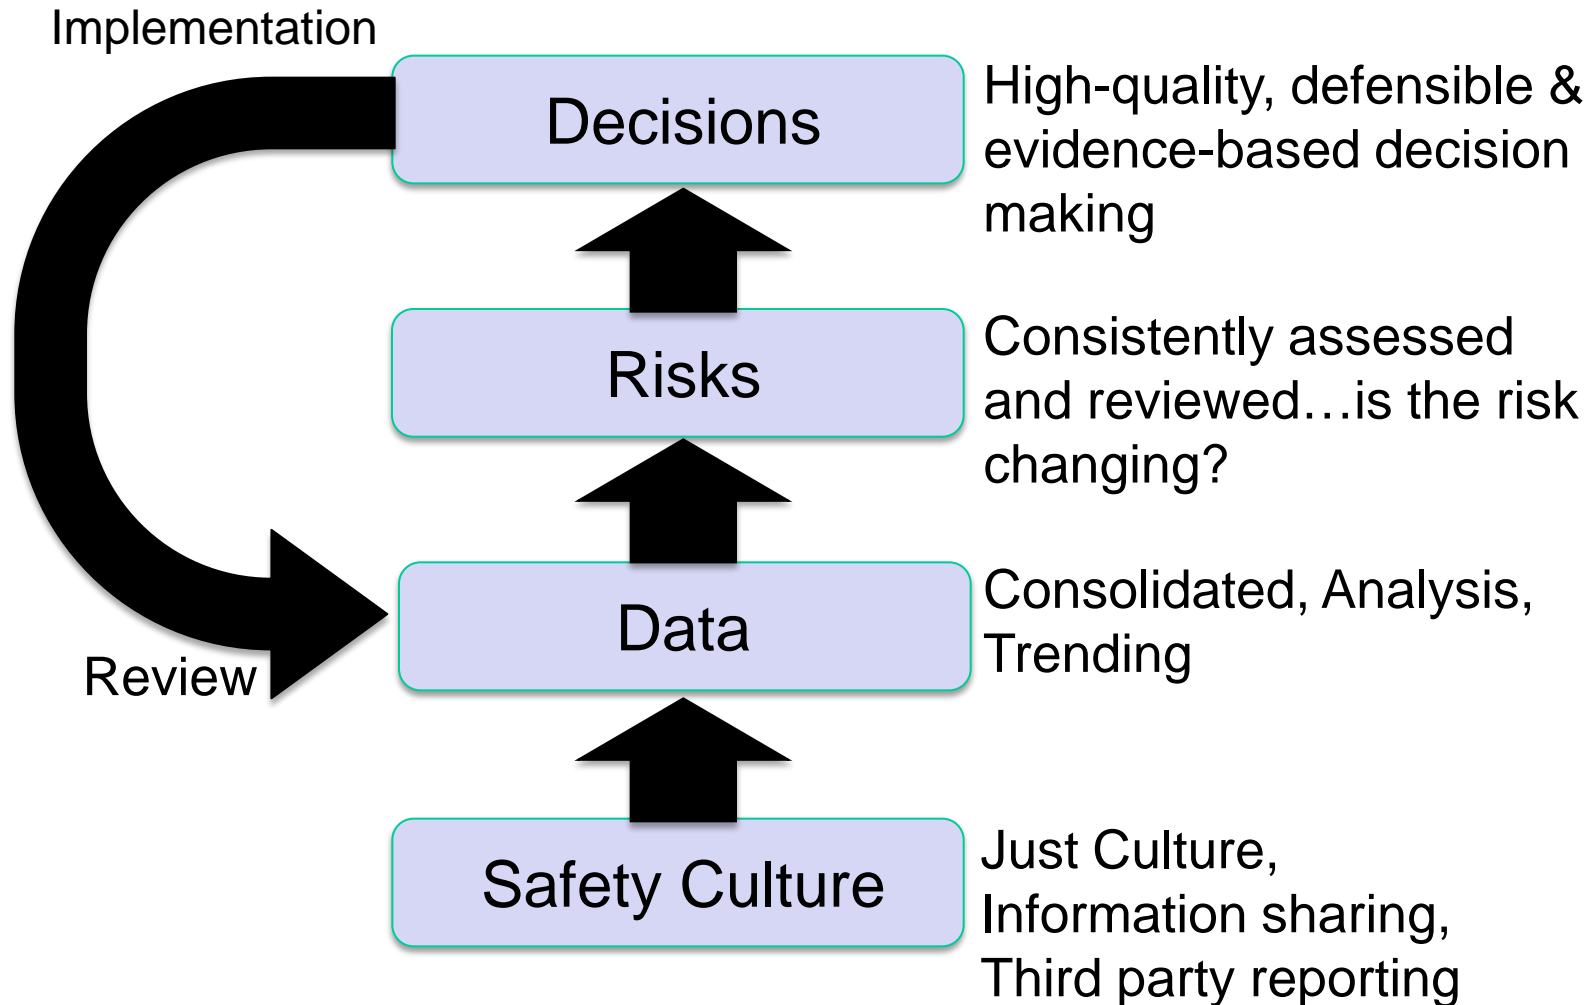 Implementation
Decisions
High-quality, defensible &
evidence-based decision
making
Risks
Consistently assessed
and reviewed…is the risk
changing?
Data
Consolidated, Analysis,
Trending
Review
Safety Culture
Just Culture,
Information sharing,
Third party reporting